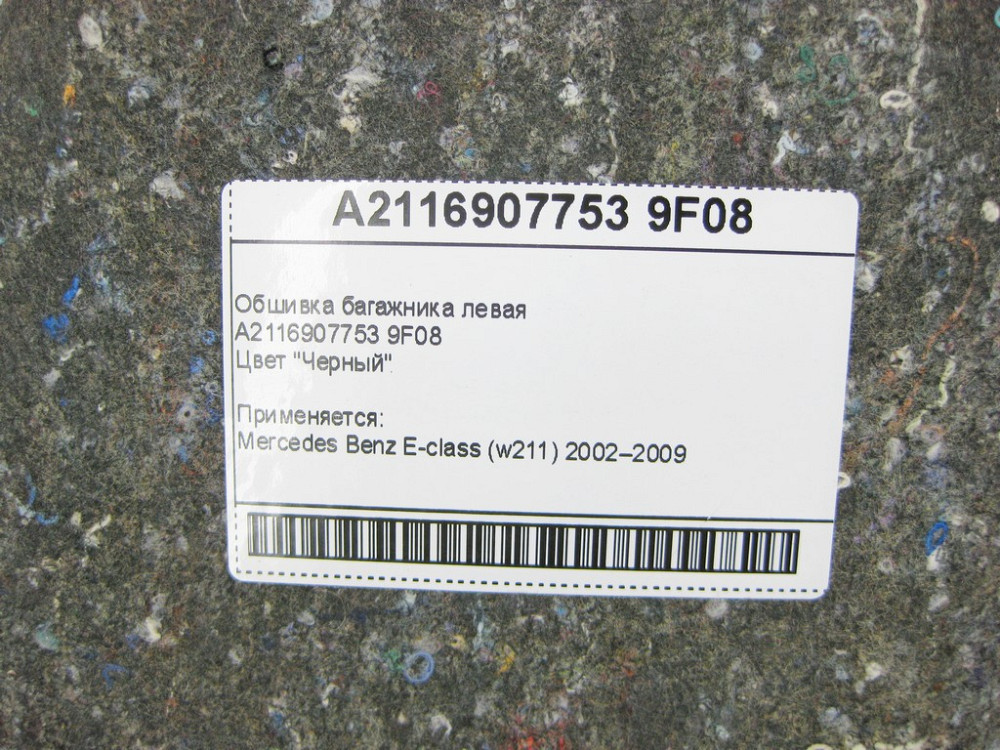 A2116907753 9F08
Обшивка багажника левая
A2116907753 9F08
Цвет "Черный"
Применяется:
Mercedes Benz E-class (w211) 2002–2009